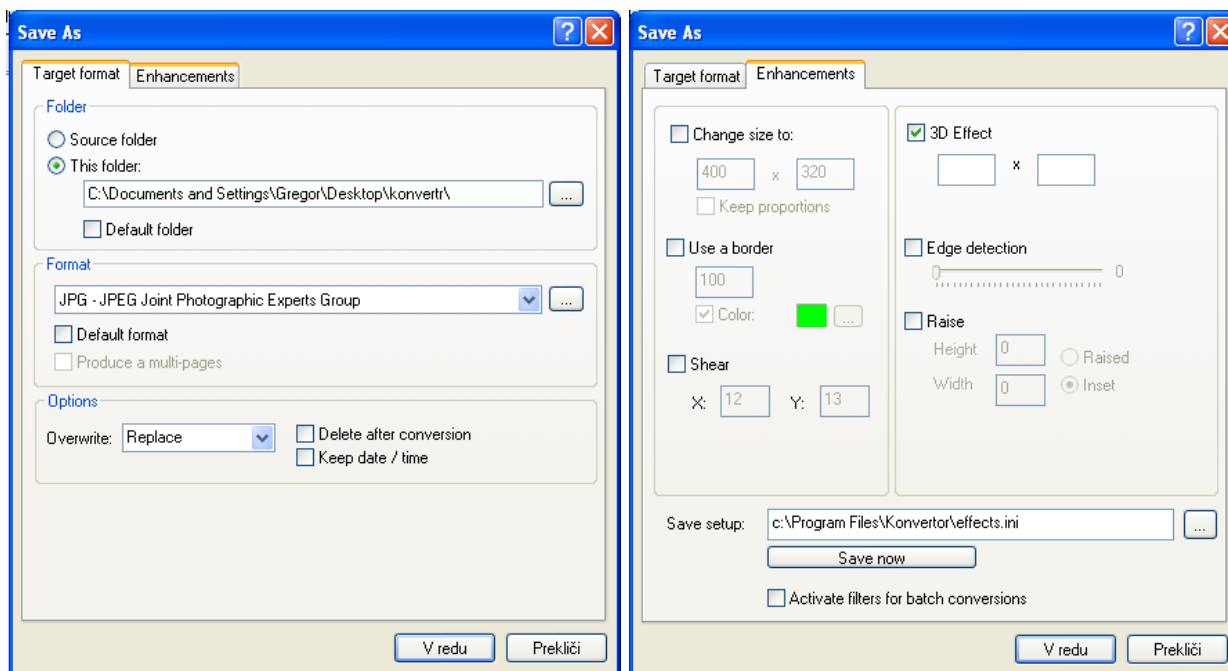 Save As
Target format Enhancements
Folder
Source folder
This folder:
C:\Documents and Settings\Gregor\Desktop\konvertr\ ...
Default folder
Format
JPG - JPEG Joint Photographic Experts Group ...
Default format
Produce a multi-pages
Options
Overwrite: Replace Delete after conversion
Keep date / time
V redu Prekliči
Save As
Target format Enhancements
Change size to:
400 x 320
Keep proportions
Use a border
100
Color: ...
Shear
X: 12 Y: 13
3D Effect
x
Edge detection
0
Raise
Height 0 Raised
Width 0 Inset
Save setup: c:\Program Files\Konvertor\effects.ini ...
Save now
Activate filters for batch conversions
V redu Prekliči